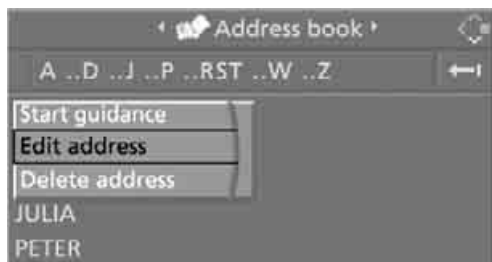 Address book
A ..D ..J ..P ..RST ..W ..Z
Start guidance
Edit address
Delete address
JULIA
PETER